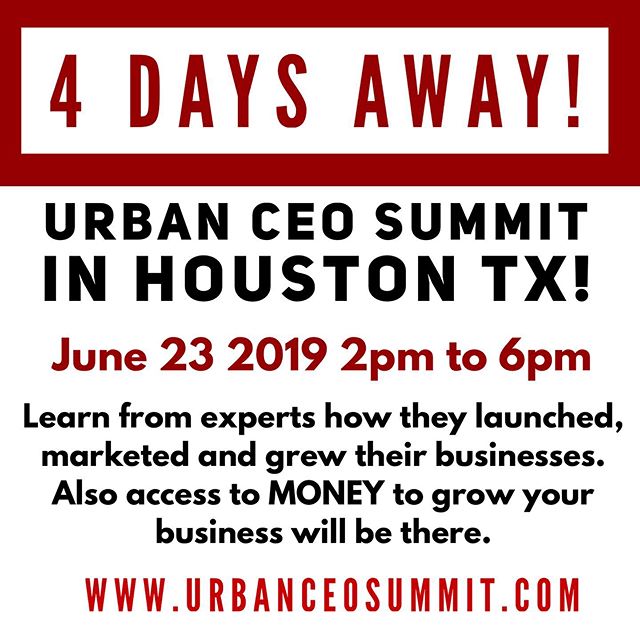 4 DAYS AWAY!
URBAN CEO SUMMIT
IN HOUSTON TX!
June 23 2019 2pm to 6pm
Learn from experts how they launched,
marketed and grew their businesses.
Also access to MONEY to grow your
business will be there.
WWW.URBANCEOSUMMIT.COM